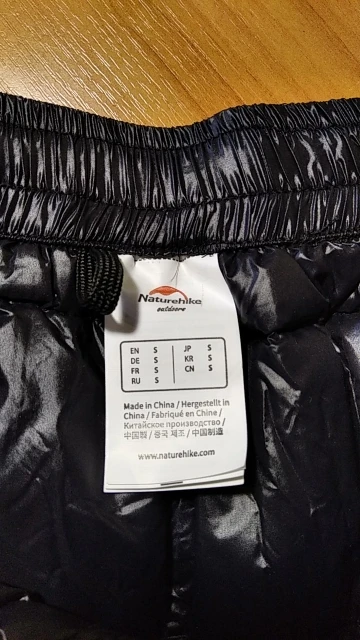 Naturehike
outdoors
EN S JP S
DE S KR S
FR S CN S
RU S
Made in China / Hergestellt in
China / Fabriqué en Chine /
Китайское производство /
中国製 / 중국 제조 / 中国制造
www.naturehike.com